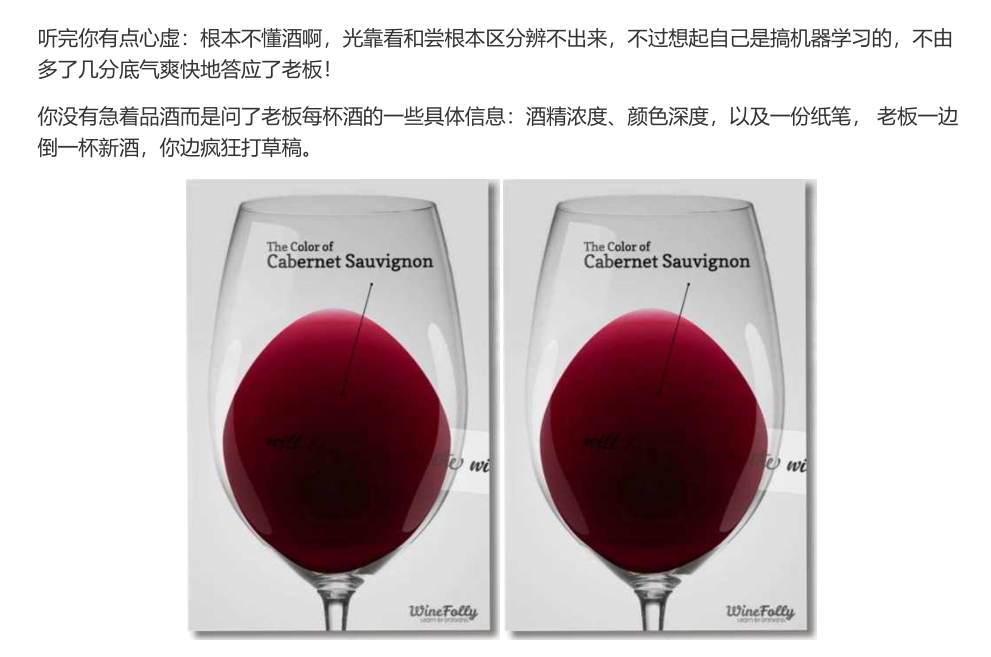 听完你有点心虚：根本不懂酒啊，光靠看和尝根本区分辨不出来，不过想起自己是搞机器学习的，不由
多了几分底气爽快地答应了老板！
你没有急着品酒而是问了老板每杯酒的一些具体信息：酒精浓度、颜色深度，以及一份纸笔， 老板一边
倒一杯新酒，你边疯狂打草稿。
The Color of
Cabernet Sauvignon
will
wi
WineFolly
The Color of
Cabernet Sauvignon
will
wi
WineFolly